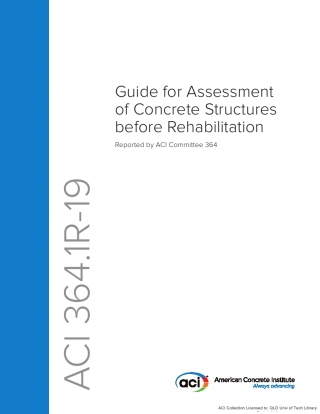 Guide for Assessment
of Concrete Structures
before Rehabilitation
Reported by ACI Committee 364
ACI 364.1R-19
aci
American Concrete Institute
Always advancing
ACI Collection Licensed to: QLD Univ of Tech Library